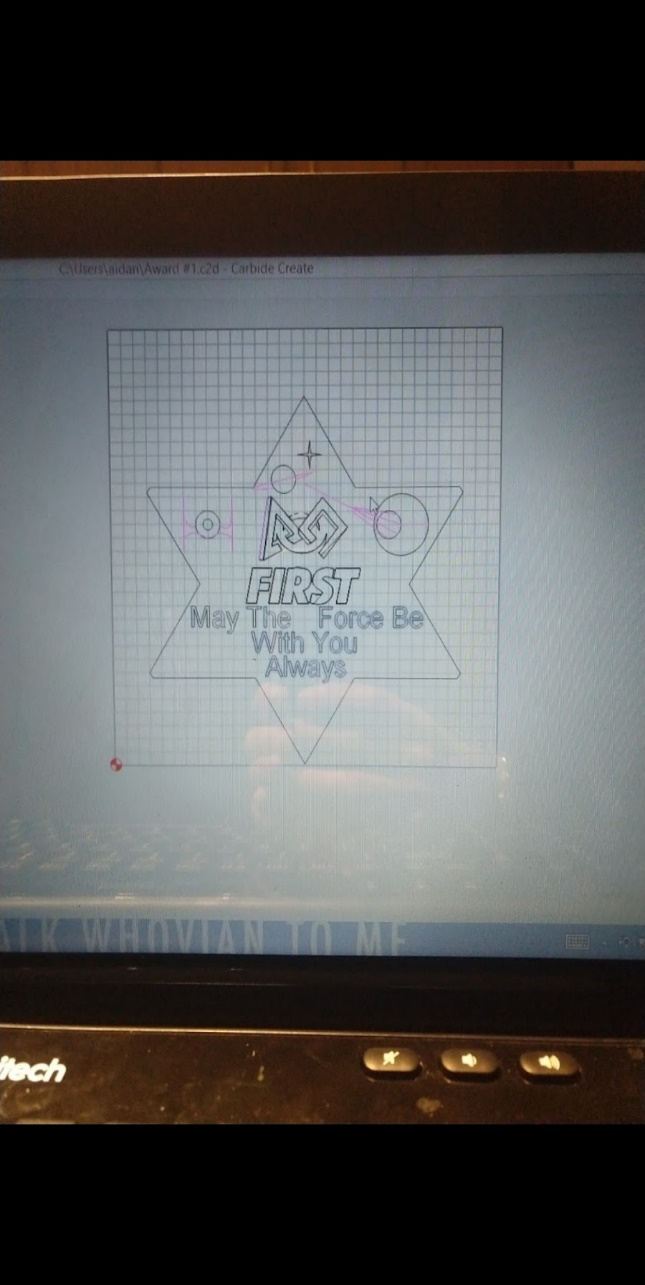 C:\Users\aidan\Award #1.c2d - Carbide Create
FIRST
May The Force Be
With You
Always
ALK WHOVIAN TO ME
itech